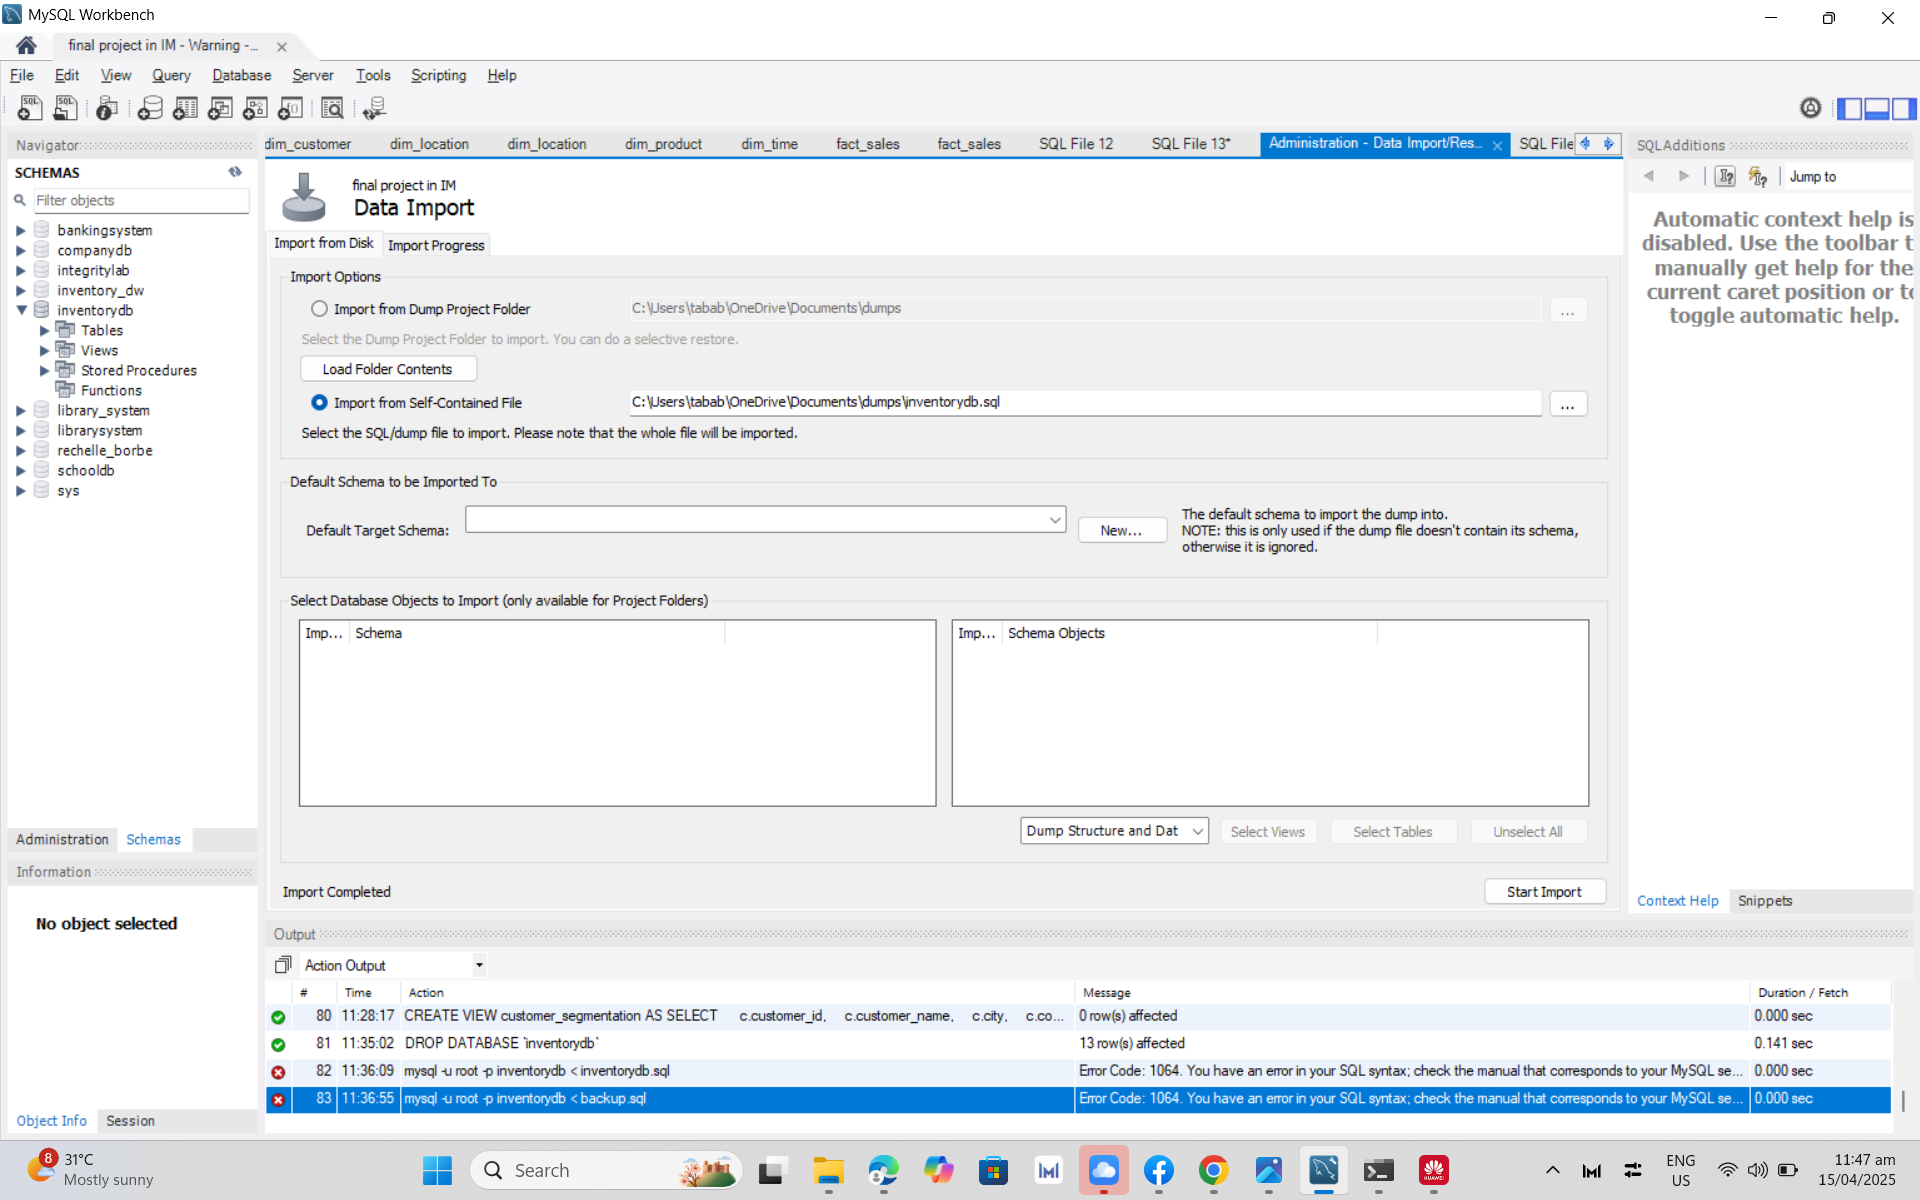 MySQL Workbench
final project in IM - Warning -...
File Edit View Query Database Server Tools Scripting Help
Navigator
SCHEMAS
Filter objects
bankingsystem
companydb
integritylab
inventory_dw
inventorydb
Tables
Views
Stored Procedures
Functions
library_system
librarysystem
rechelle_borbe
schooldb
sys
Administration Schemas
Information
No object selected
Object Info Session
dim_customer dim_location dim_location dim_product dim_time fact_sales fact_sales SQL File 12 SQL File 13* Administration - Data Import/Res... SQL File
final project in IM
Data Import
Import from Disk Import Progress
Import Options
Import from Dump Project Folder C:\Users\tabab\OneDrive\Documents\dumps ...
Select the Dump Project Folder to import. You can do a selective restore.
Load Folder Contents
Import from Self-Contained File C:\Users\tabab\OneDrive\Documents\dumps\inventorydb.sql ...
Select the SQL/dump file to import. Please note that the whole file will be imported.
Default Schema to be Imported To
Default Target Schema: New...
The default schema to import the dump into.
NOTE: this is only used if the dump file doesn't contain its schema,
otherwise it is ignored.
Select Database Objects to Import (only available for Project Folders)
Imp... Schema
Imp... Schema Objects
Dump Structure and Dat Select Views Select Tables Unselect All
Import Completed Start Import
SQLAdditions
Jump to
Automatic context help is
disabled. Use the toolbar t
manually get help for the
current caret position or to
toggle automatic help.
Context Help Snippets
Output
Action Output
# Time Action Message Duration / Fetch
80 11:28:17 CREATE VIEW customer_segmentation AS SELECT c.customer_id, c.customer_name, c.city, c.co... 0 row(s) affected 0.000 sec
81 11:35:02 DROP DATABASE `inventorydb` 13 row(s) affected 0.141 sec
82 11:36:09 mysql -u root -p inventorydb < inventorydb.sql Error Code: 1064. You have an error in your SQL syntax; check the manual that corresponds to your MySQL se... 0.000 sec
83 11:36:55 mysql -u root -p inventorydb < backup.sql Error Code: 1064. You have an error in your SQL syntax; check the manual that corresponds to your MySQL se... 0.000 sec
8
31°C
Mostly sunny
Search
HUAWEI
ENG
US
11:47 am
15/04/2025